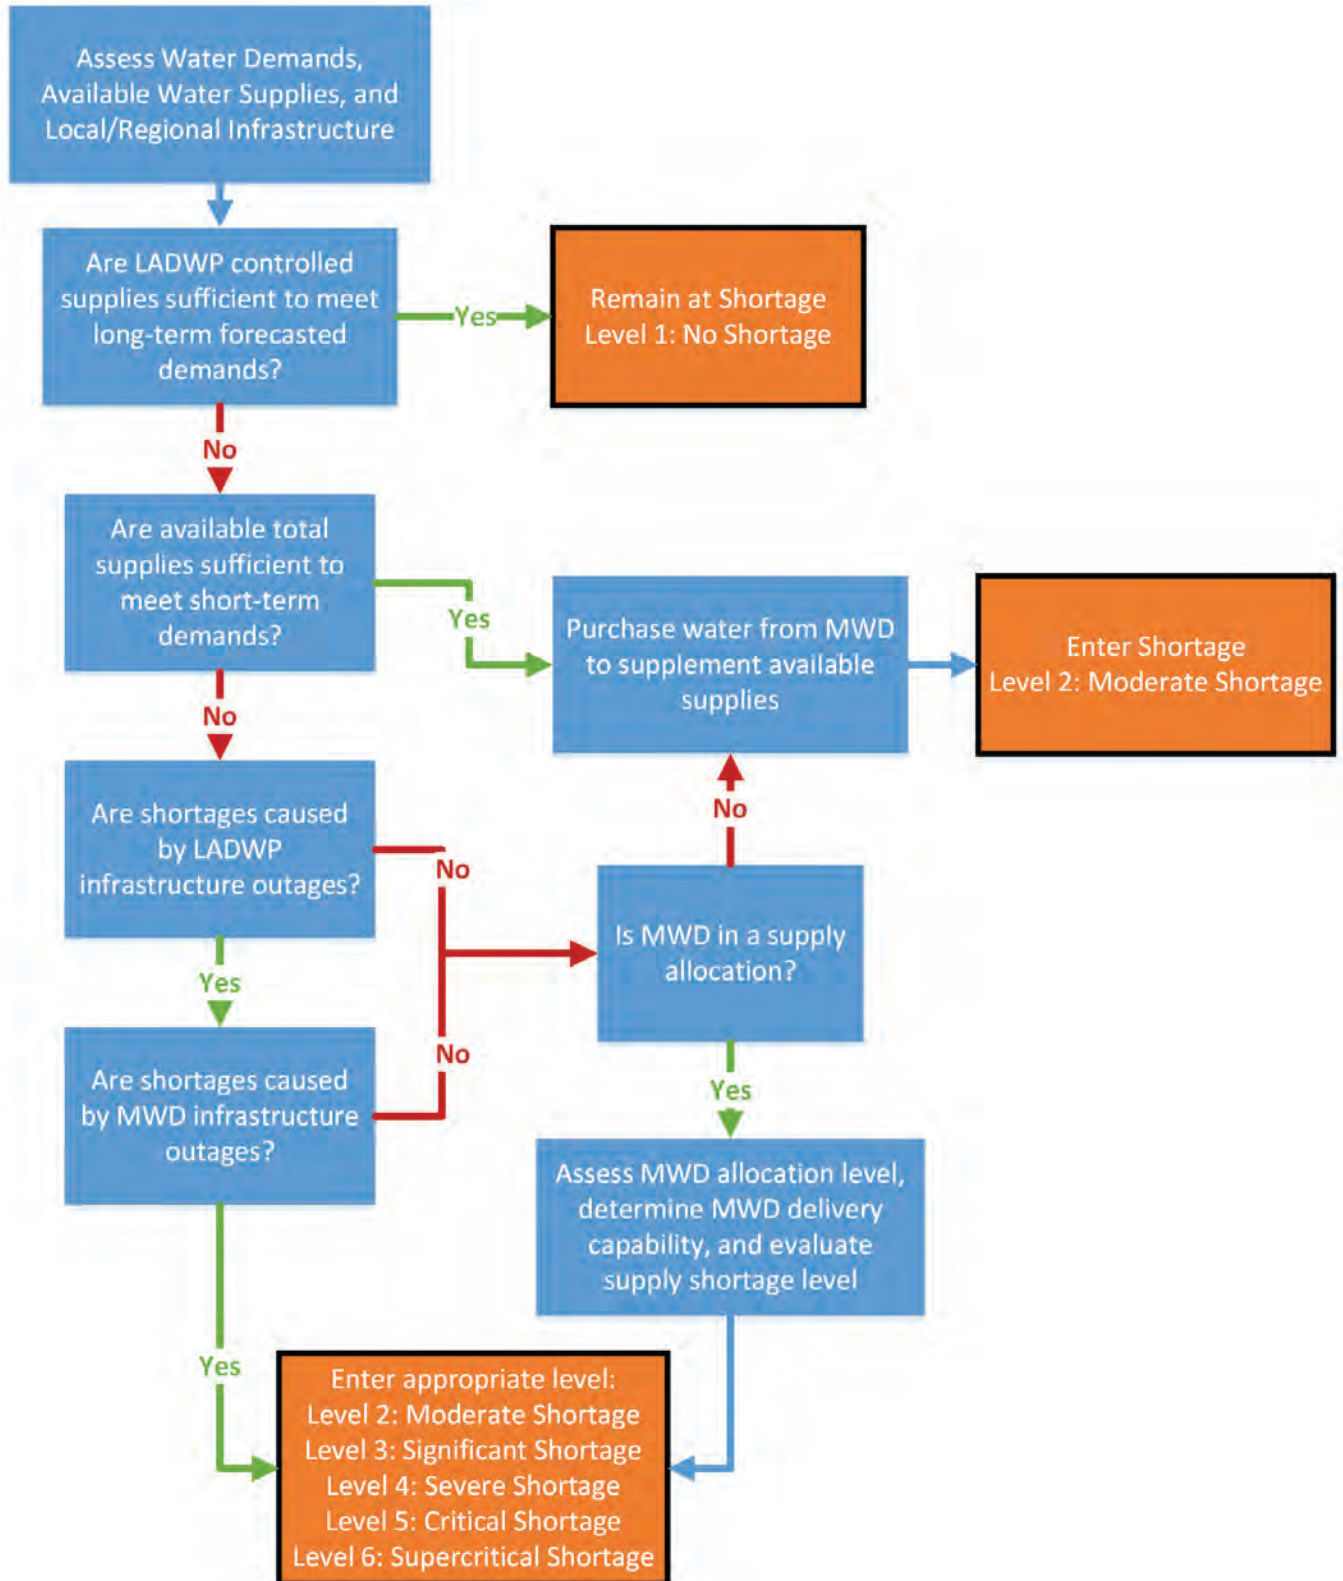 Assess Water Demands,
Available Water Supplies, and
Local/Regional Infrastructure
Are LADWP controlled
supplies sufficient to meet
long-term forecasted
demands?
Yes
Remain at Shortage
Level 1: No Shortage
No
Are available total
supplies sufficient to
meet short-term
demands?
Yes
Purchase water from MWD
to supplement available
supplies
Enter Shortage
Level 2: Moderate Shortage
No
Are shortages caused
by LADWP
infrastructure outages?
No
No
Is MWD in a supply
allocation?
Yes
Are shortages caused
by MWD infrastructure
outages?
No
Yes
Assess MWD allocation level,
determine MWD delivery
capability, and evaluate
supply shortage level
Yes
Enter appropriate level:
Level 2: Moderate Shortage
Level 3: Significant Shortage
Level 4: Severe Shortage
Level 5: Critical Shortage
Level 6: Supercritical Shortage